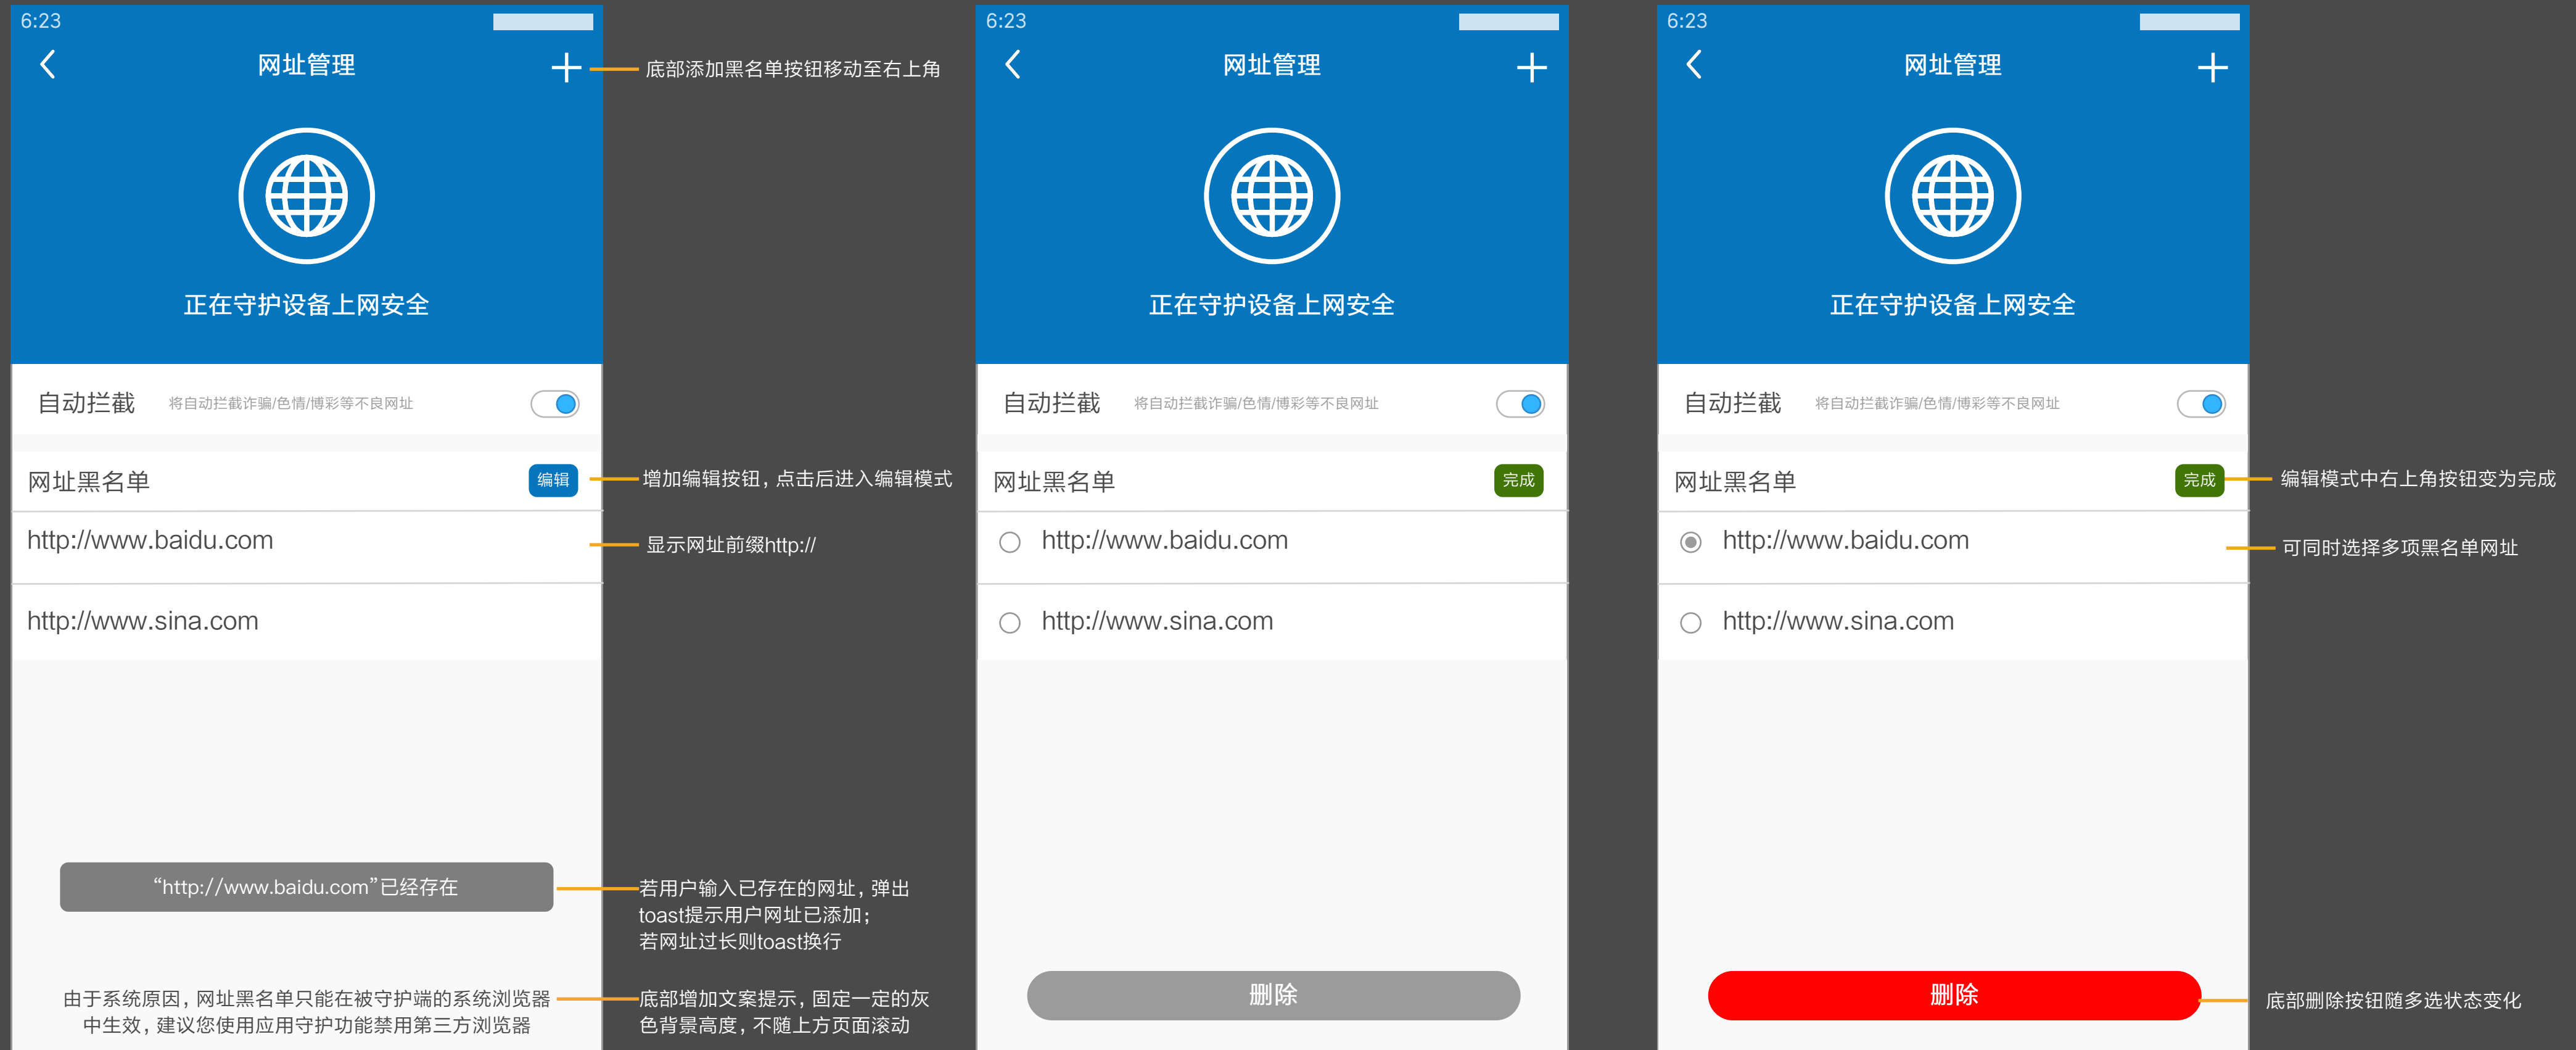 6:23
网址管理
底部添加黑名单按钮移动至右上角
正在守护设备上网安全
自动拦截 将自动拦截诈骗/色情/博彩等不良网址
网址黑名单 编辑
增加编辑按钮，点击后进入编辑模式
http://www.baidu.com
显示网址前缀http://
http://www.sina.com
“http://www.baidu.com”已经存在
若用户输入已存在的网址，弹出
toast提示用户网址已添加；
若网址过长则toast换行
由于系统原因，网址黑名单只能在被守护端的系统浏览器
中生效，建议您使用应用守护功能禁用第三方浏览器
底部增加文案提示，固定一定的灰
色背景高度，不随上方页面滚动
6:23
网址管理
正在守护设备上网安全
自动拦截 将自动拦截诈骗/色情/博彩等不良网址
网址黑名单 完成
http://www.baidu.com
http://www.sina.com
删除
6:23
网址管理
正在守护设备上网安全
自动拦截 将自动拦截诈骗/色情/博彩等不良网址
网址黑名单 完成
编辑模式中右上角按钮变为完成
http://www.baidu.com
可同时选择多项黑名单网址
http://www.sina.com
删除
底部删除按钮随多选状态变化